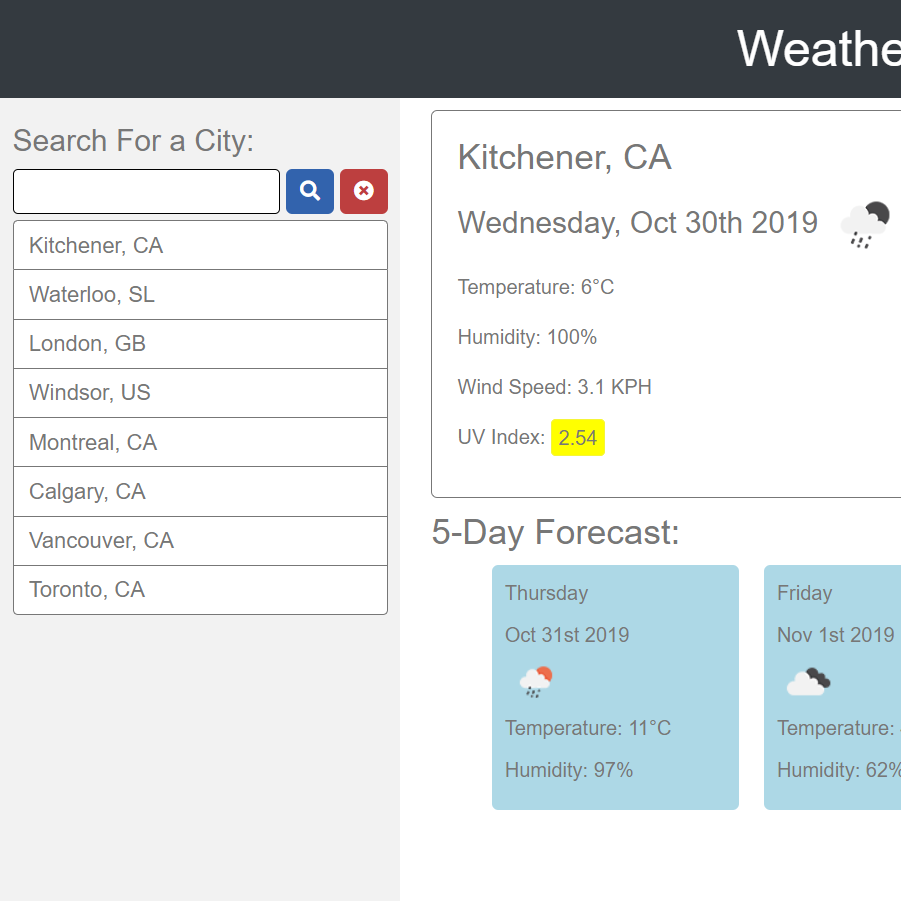 Search For a City:
Kitchener, CA
Waterloo, SL
London, GB
Windsor, US
Montreal, CA
Calgary, CA
Vancouver, CA
Toronto, CA
Kitchener, CA
Wednesday, Oct 30th 2019
Temperature: 6°C
Humidity: 100%
Wind Speed: 3.1 KPH
UV Index: 2.54
5-Day Forecast:
Thursday
Oct 31st 2019
Temperature: 11°C
Humidity: 97%
Friday
Nov 1st 2019
Temperature:
Humidity: 62%